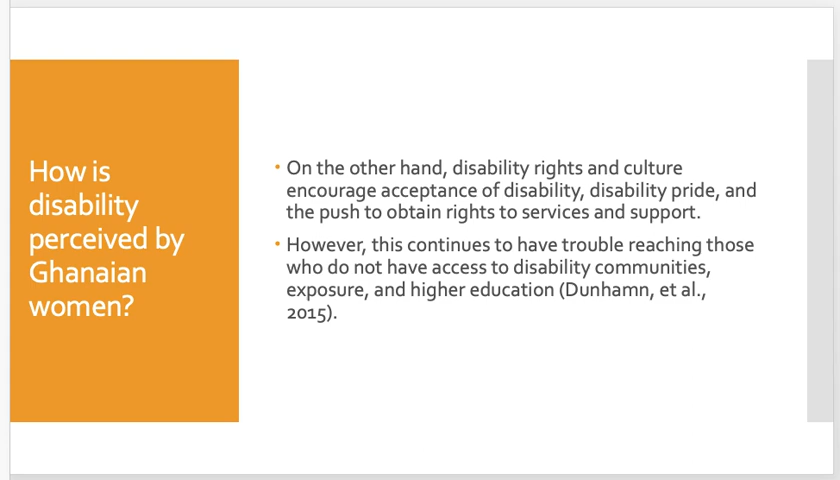 How is
disability
perceived by
Ghanaian
women?
• On the other hand, disability rights and culture
encourage acceptance of disability, disability pride, and
the push to obtain rights to services and support.
• However, this continues to have trouble reaching those
who do not have access to disability communities,
exposure, and higher education (Dunhamn, et al.,
2015).